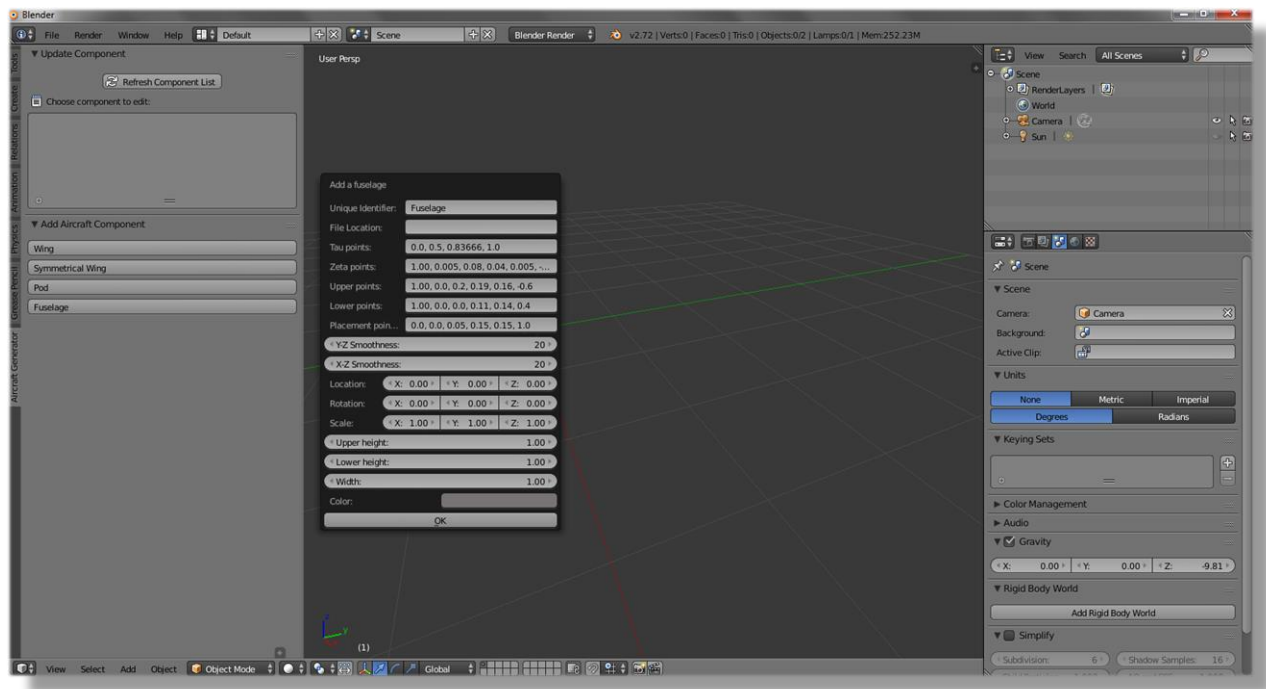 Blender
File Render Window Help Default Scene Blender Render v2.72 | Verts:0 | Faces:0 | Tris:0 | Objects:0/2 | Lamps:0/1 | Mem:252.23M
Tools
Create
Relations
Animation
Physics
Grease Pencil
Aircraft Generator
Update Component
Refresh Component List
Choose component to edit:
Add Aircraft Component
Wing
Symmetrical Wing
Pod
Fuselage
User Persp
Add a fuselage
Unique Identifier: Fuselage
File Location:
Tau points: 0.0, 0.5, 0.83666, 1.0
Zeta points: 1.00, 0.005, 0.08, 0.04, 0.005, -...
Upper points: 1.00, 0.0, 0.2, 0.19, 0.16, -0.6
Lower points: 1.00, 0.0, 0.0, 0.11, 0.14, 0.4
Placement poin... 0.0, 0.0, 0.05, 0.15, 0.15, 1.0
Y-Z Smoothness: 20
X-Z Smoothness: 20
Location: X: 0.00 Y: 0.00 Z: 0.00
Rotation: X: 0.00 Y: 0.00 Z: 0.00
Scale: X: 1.00 Y: 1.00 Z: 1.00
Upper height: 1.00
Lower height: 1.00
Width: 1.00
Color:
OK
z
y
(1)
View Select Add Object Object Mode Global
View Search All Scenes
Scene
RenderLayers |
World
Camera |
Sun |
Scene
Scene
Camera: Camera
Background:
Active Clip:
Units
None Metric Imperial
Degrees Radians
Keying Sets
Color Management
Audio
Gravity
X: 0.00 Y: 0.00 Z: -9.81
Rigid Body World
Add Rigid Body World
Simplify
Subdivision: 6 Shadow Samples: 16